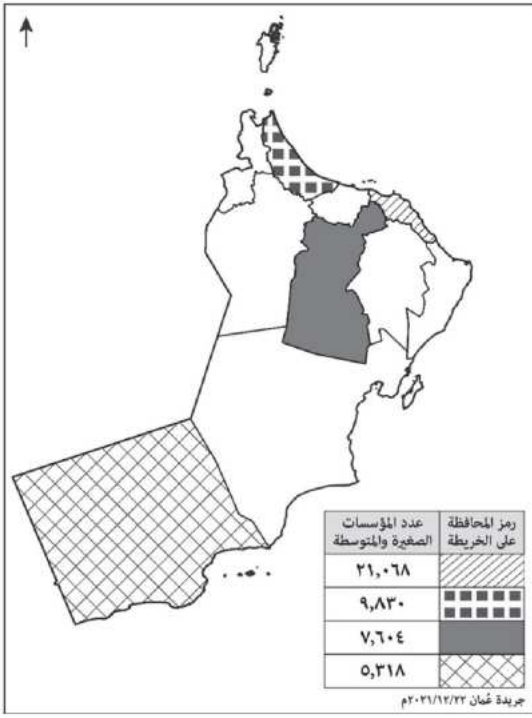 رمز المحافظة على الخريطة
عدد المؤسسات الصغيرة والمتوسطة
٢١,٠٦٨
٩,٨٣٠
٧,٦٠٤
٥,٣١٨
جريدة عُمان ٢٠٢١/١٢/٢٢م